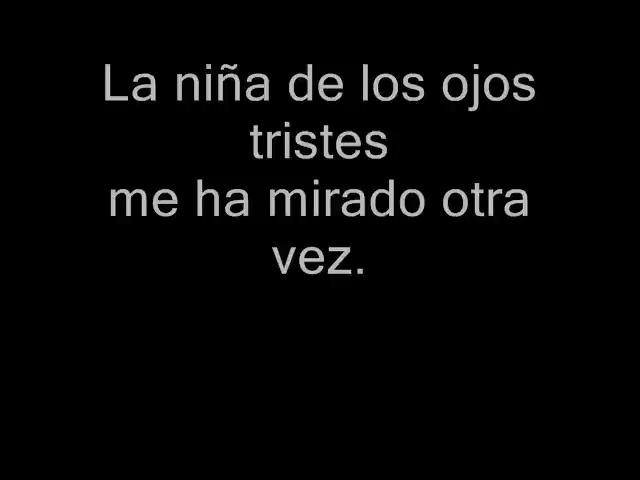 La niña de los ojos
tristes
me ha mirado otra
vez.